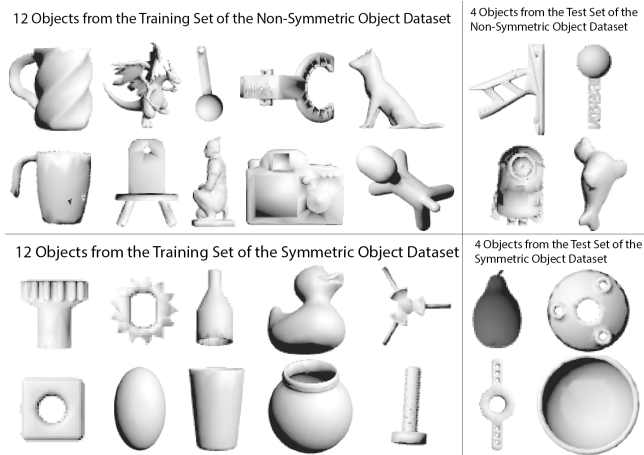 12 Objects from the Training Set of the Non-Symmetric Object Dataset
4 Objects from the Test Set of the
Non-Symmetric Object Dataset
12 Objects from the Training Set of the Symmetric Object Dataset
4 Objects from the Test Set of the
Symmetric Object Dataset